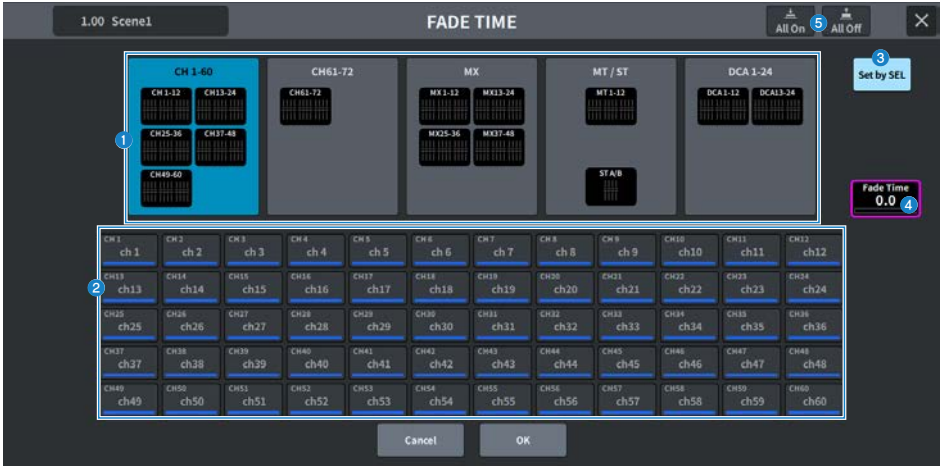 1.00 Scene1
FADE TIME
All On
5
All Off
CH 1-60
CH61-72
MX
MT / ST
DCA 1-24
3
Set by SEL
CH 1-12 CH13-24
CH61-72
MX 1-12 MX13-24
MT 1-12
DCA1-12 DCA13-24
1
CH25-36 CH37-48
MX25-36 MX37-48
CH49-60
ST A/B
Fade Time
0.0
4
2
CH 1 CH 2 CH 3 CH 4 CH 5 CH 6 CH 7 CH 8 CH 9 CH10 CH11 CH12
ch 1 ch 2 ch 3 ch 4 ch 5 ch 6 ch 7 ch 8 ch 9 ch10 ch11 ch12
CH13 CH14 CH15 CH16 CH17 CH18 CH19 CH20 CH21 CH22 CH23 CH24
ch13 ch14 ch15 ch16 ch17 ch18 ch19 ch20 ch21 ch22 ch23 ch24
CH25 CH26 CH27 CH28 CH29 CH30 CH31 CH32 CH33 CH34 CH35 CH36
ch25 ch26 ch27 ch28 ch29 ch30 ch31 ch32 ch33 ch34 ch35 ch36
CH37 CH38 CH39 CH40 CH41 CH42 CH43 CH44 CH45 CH46 CH47 CH48
ch37 ch38 ch39 ch40 ch41 ch42 ch43 ch44 ch45 ch46 ch47 ch48
CH49 CH50 CH51 CH52 CH53 CH54 CH55 CH56 CH57 CH58 CH59 CH60
ch49 ch50 ch51 ch52 ch53 ch54 ch55 ch56 ch57 ch58 ch59 ch60
Cancel
OK